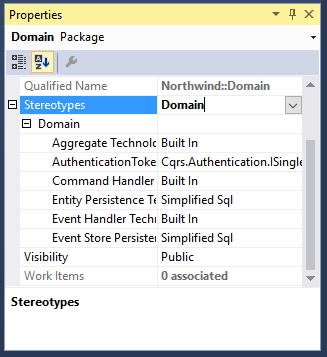 Properties
Domain Package
Qualified Name Northwind::Domain
Stereotypes Domain
Domain
Aggregate Technolo Built In
AuthenticationToke Cqrs.Authentication.ISingle
Command Handler Built In
Entity Persistence Te Simplified Sql
Event Handler Techn Built In
Event Store Persister Simplified Sql
Visibility Public
Work Items 0 associated
Stereotypes